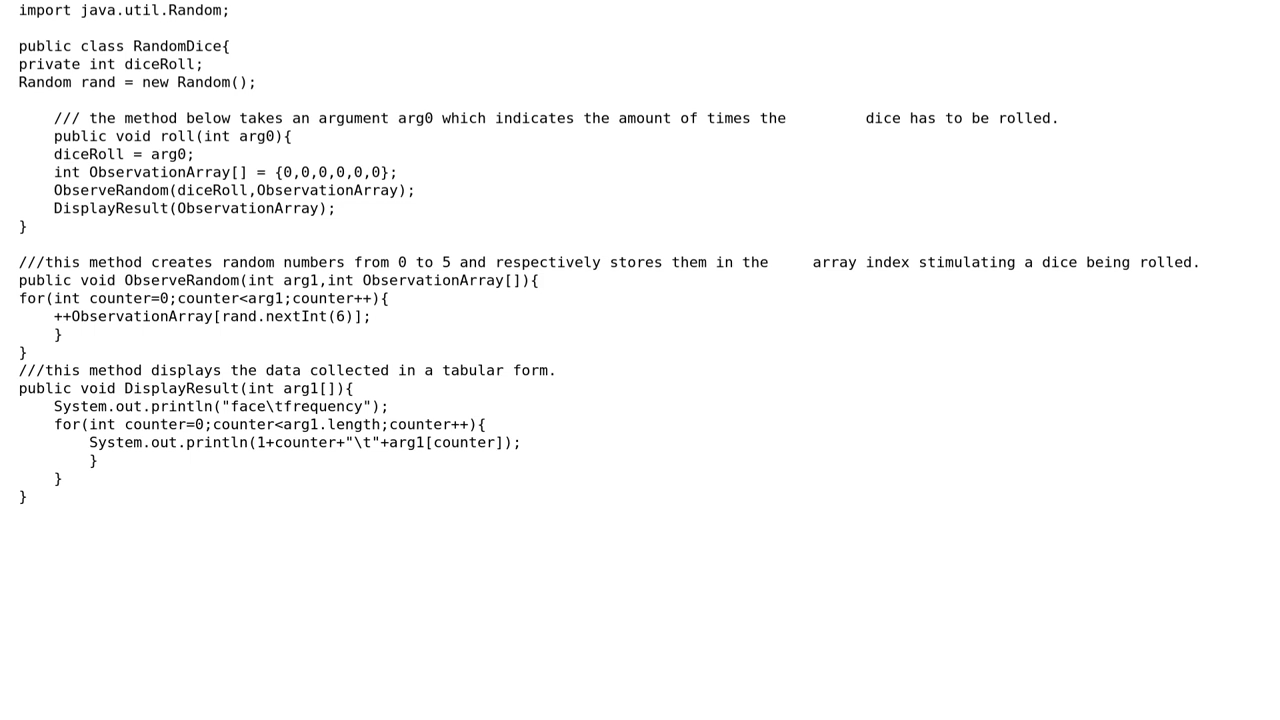 import java.util.Random;

public class RandomDice{
private int diceRoll;
Random rand = new Random();

    /// the method below takes an argument arg0 which indicates the amount of times the         dice has to be rolled.
    public void roll(int arg0){
    diceRoll = arg0;
    int ObservationArray[] = {0,0,0,0,0,0};
    ObserveRandom(diceRoll,ObservationArray);
    DisplayResult(ObservationArray);
}

///this method creates random numbers from 0 to 5 and respectively stores them in the     array index stimulating a dice being rolled.
public void ObserveRandom(int arg1,int ObservationArray[]){
for(int counter=0;counter<arg1;counter++){
    ++ObservationArray[rand.nextInt(6)];
    }
}
///this method displays the data collected in a tabular form.
public void DisplayResult(int arg1[]){
    System.out.println("face\tfrequency");
    for(int counter=0;counter<arg1.length;counter++){
        System.out.println(1+counter+"\t"+arg1[counter]);
        }
    }
}